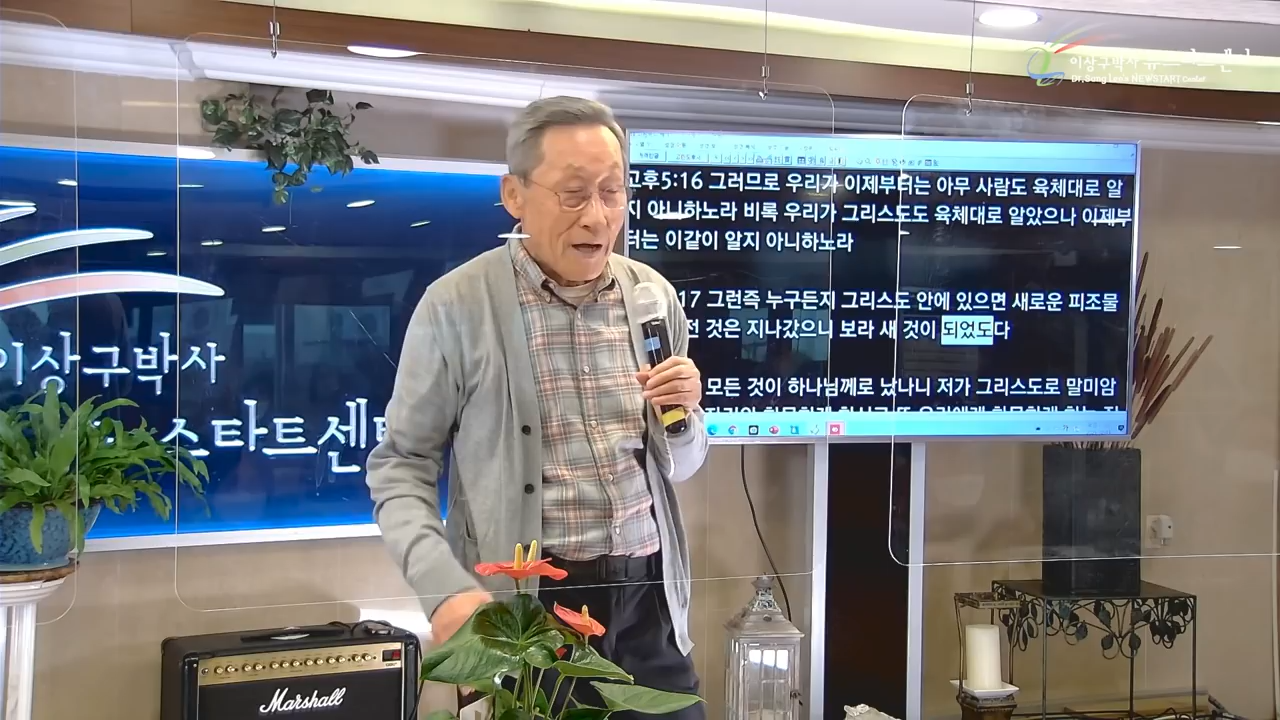 이상구박사
Dr. Sang Lee's NEWSTART Center
고후5:16 그러므로 우리가 이제부터는 아무 사람도 육체대로 알
지 아니하노라 비록 우리가 그리스도도 육체대로 알았으나 이제부
터는 이같이 알지 아니하노라
17 그런즉 누구든지 그리스도 안에 있으면 새로운 피조물
전 것은 지나갔으니 보라 새 것이 되었도다
모든 것이 하나님께로 났나니 저가 그리스도로 말미암
이상구박사
스타트센터
Marshall